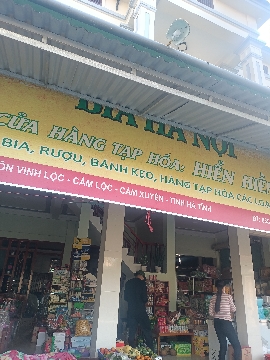 BIA HÀ NỘI
CỬA HÀNG TẠP HÓA: HIỀN
BIA, RƯỢU, BÁNH KẸO, HÀNG TẠP HÓA CÁC LOẠI
VĨNH LỘC - CẨM LỘC - CẨM XUYÊN - TỈNH HÀ TĨNH